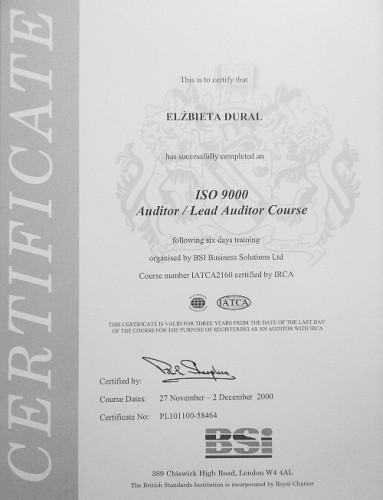 CERTIFICATE
This is to certify that
ELŻBIETA DURAL
has successfully completed an
ISO 9000
Auditor / Lead Auditor Course
following six days training
organised by BSI Business Solutions Ltd
Course number IATCA2160 certified by IRCA
IATCA
THIS CERTIFICATE IS VALID FOR THREE YEARS FROM THE DATE OF THE LAST DAY
OF THE COURSE FOR THE PURPOSE OF REGISTERING AS AN AUDITOR WITH IRCA
Certified by:
Course Dates: 27 November – 2 December 2000
Certificate No: PL101100-58464
BSi
389 Chiswick High Road, London W4 4AL
The British Standards Institution is incorporated by Royal Charter